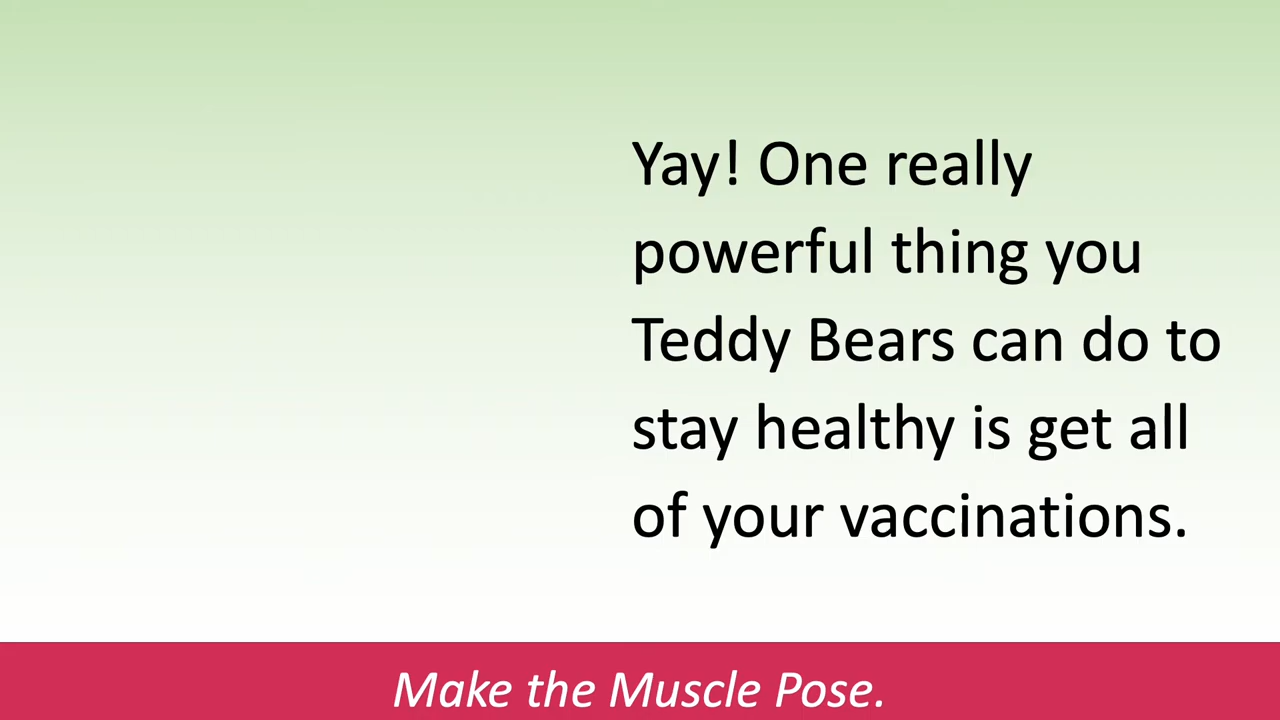 Yay! One really
powerful thing you
Teddy Bears can do to
stay healthy is get all
of your vaccinations.
Make the Muscle Pose.